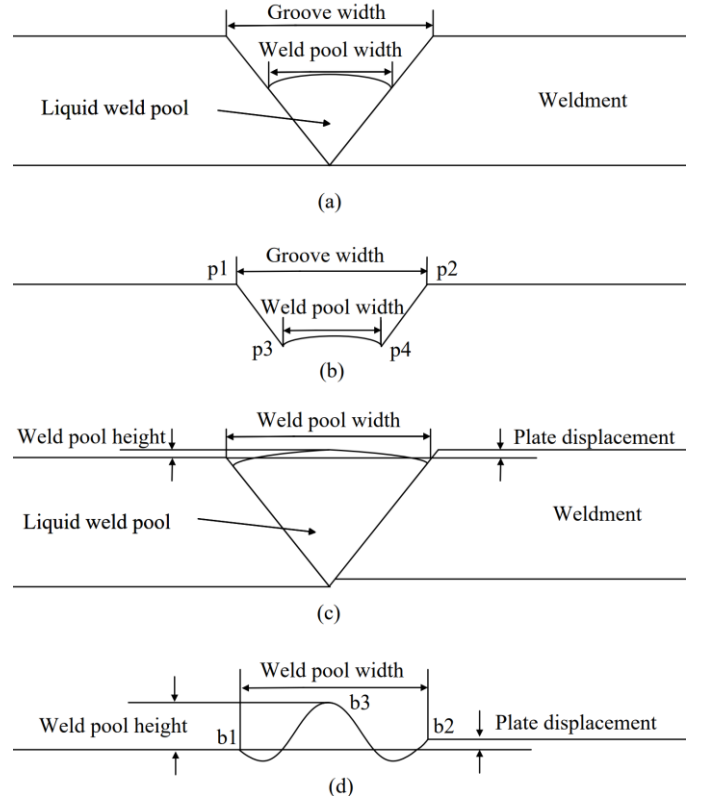 Groove width
Weld pool width
Liquid weld pool
Weldment
(a)
Groove width
p1
p2
Weld pool width
p3
p4
(b)
Weld pool width
Weld pool height
Plate displacement
Liquid weld pool
Weldment
(c)
Weld pool width
b3
Weld pool height
b1
b2
Plate displacement
(d)